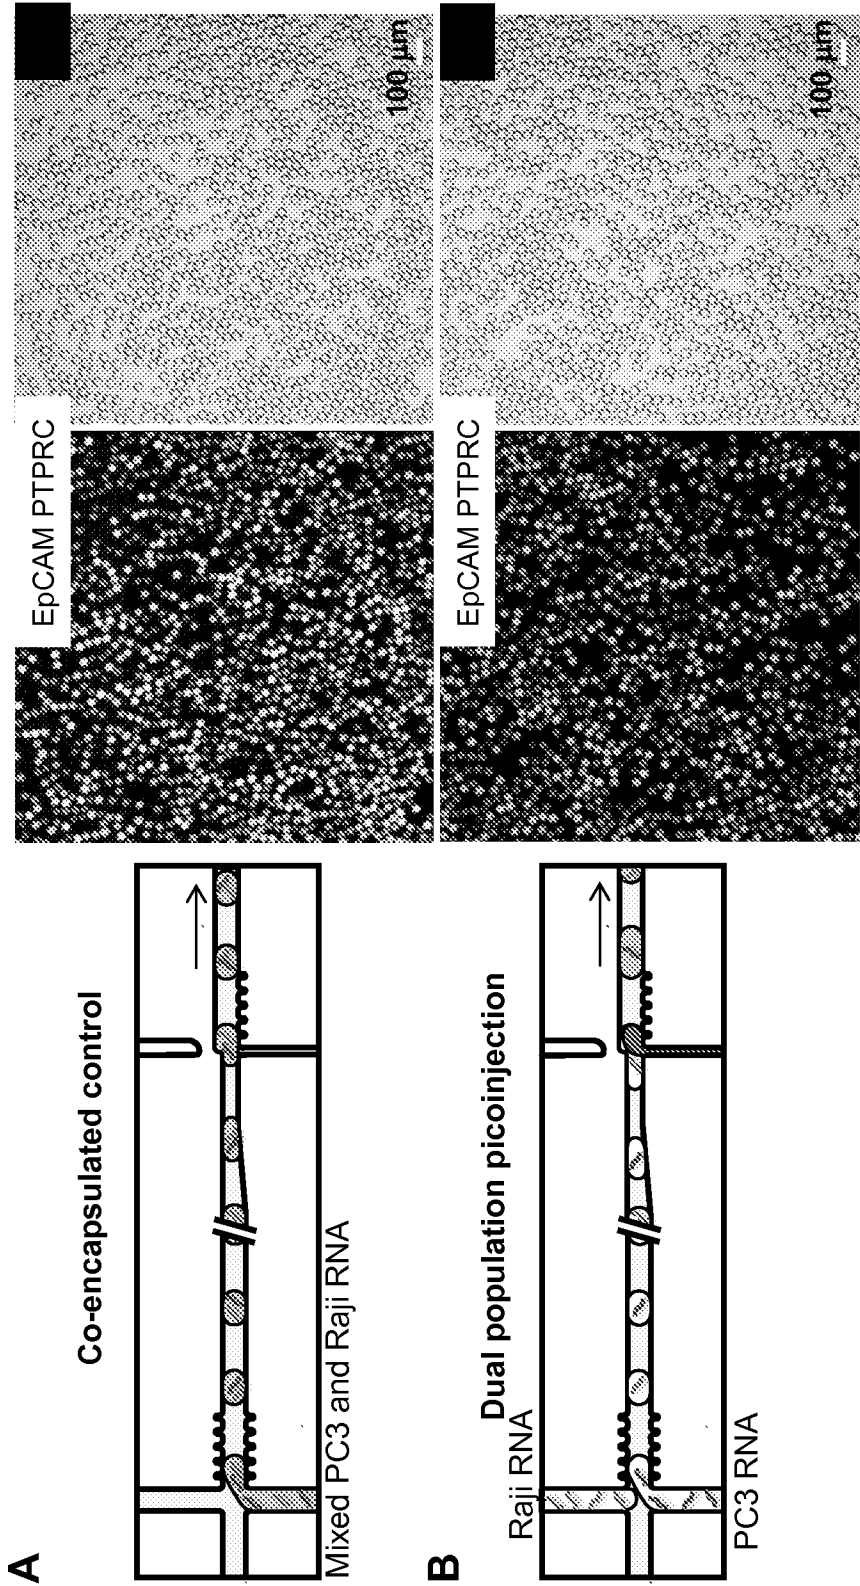 A
Co-encapsulated control
Mixed PC3 and Raji RNA
EpCAM PTPRC
100 µm
B
Dual population picoinjection
Raji RNA
PC3 RNA
EpCAM PTPRC
100 µm